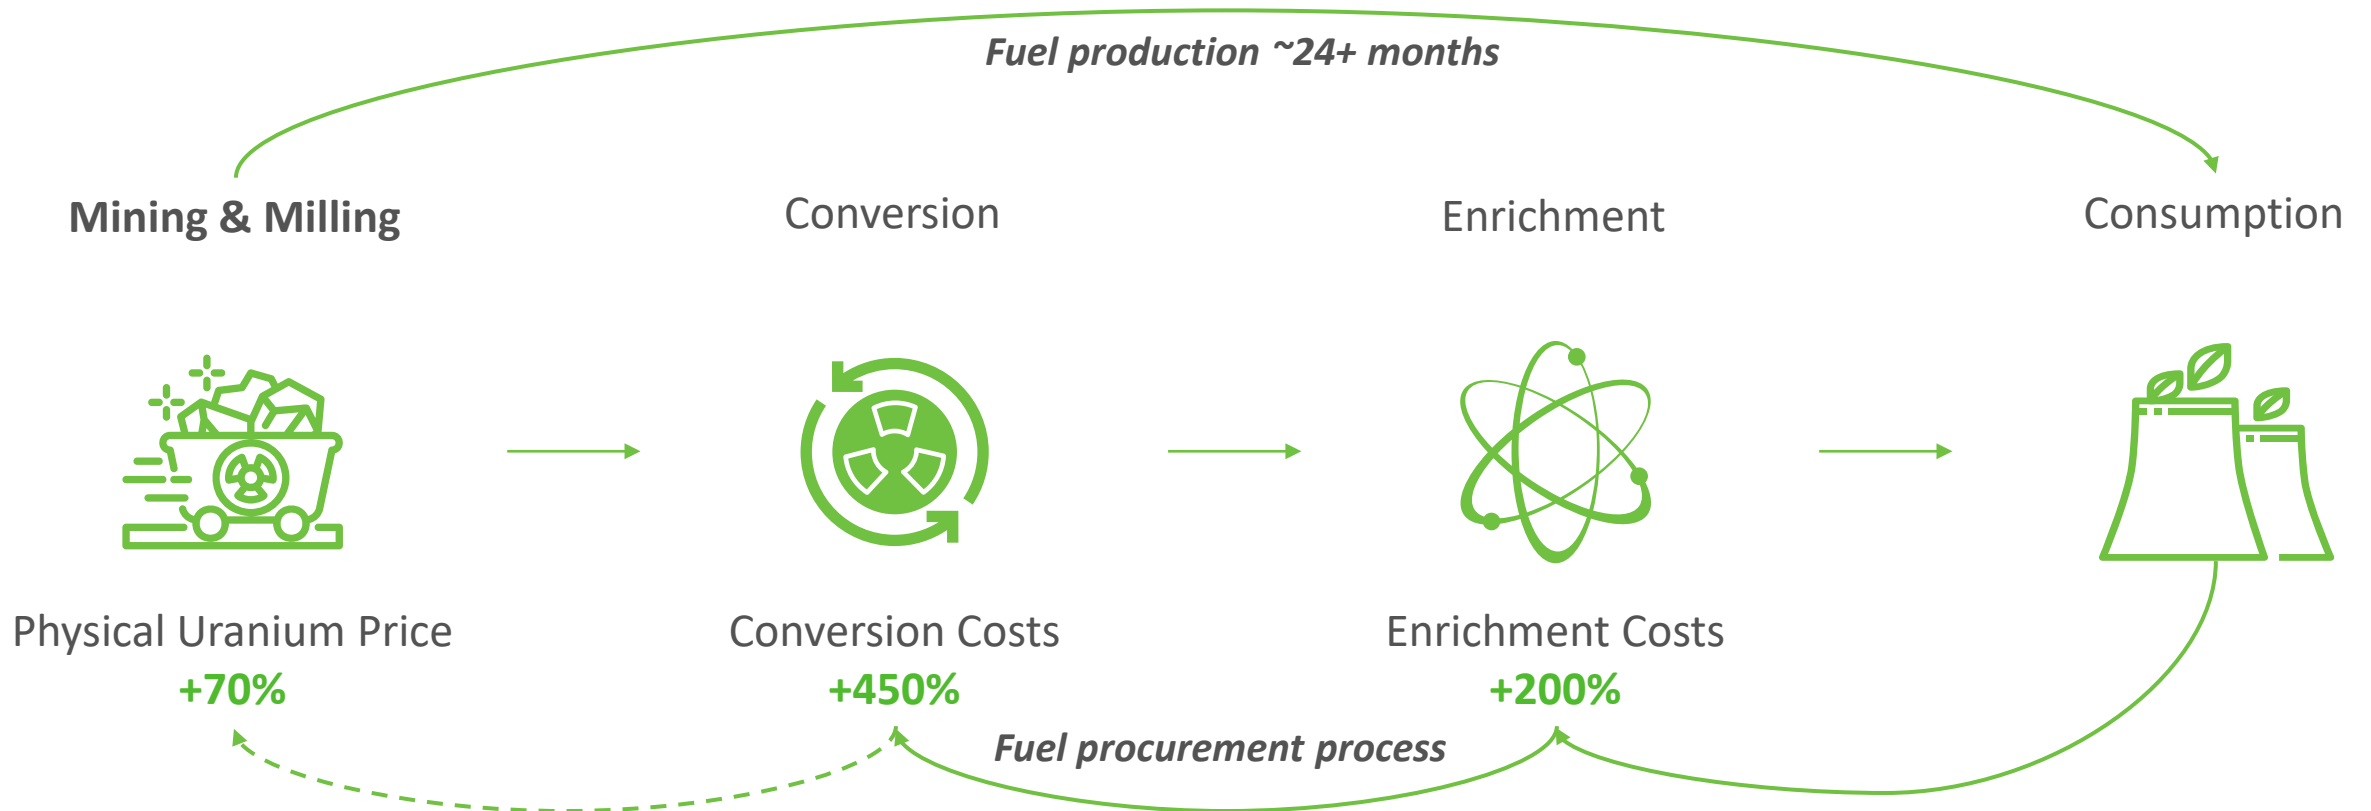 Fuel production ~24+ months
Mining & Milling
Conversion
Enrichment
Consumption
Physical Uranium Price
+70%
Conversion Costs
+450%
Enrichment Costs
+200%
Fuel procurement process